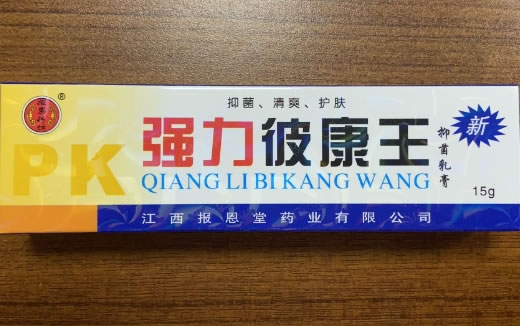 ®
抑菌、清爽、护肤
PK
强力彼康王
新
抑菌乳膏
QIANG LI BI KANG WANG
15g
江西报恩堂药业有限公司